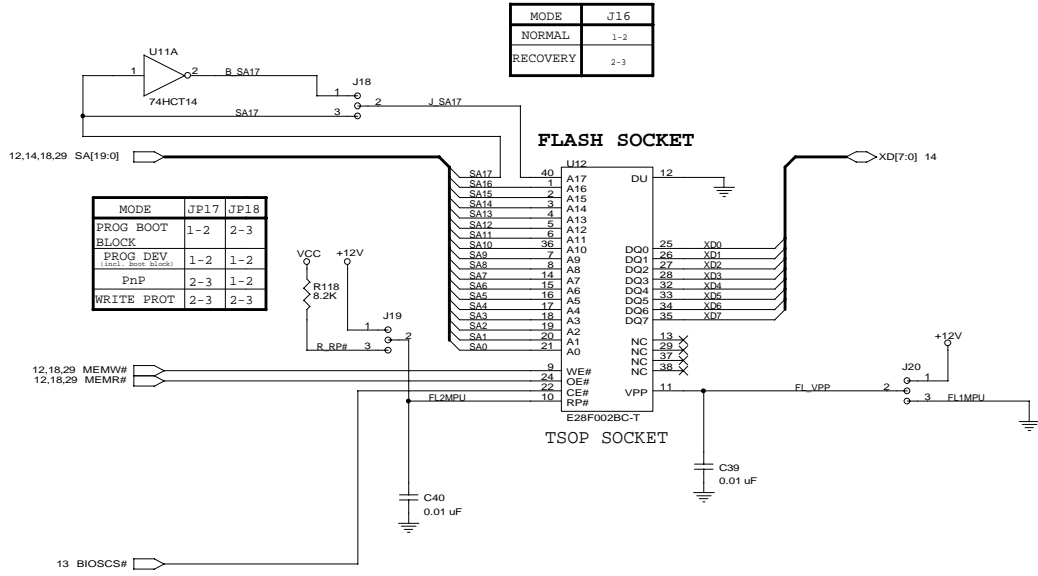 MODE J16
NORMAL 1-2
RECOVERY 2-3
U11A
1 2 B_SA17
74HCT14
J18
1
2 J_SA17
SA17 3
FLASH SOCKET
12,14,18,29 SA[19:0]
XD[7:0] 14
U12
SA17 40 A17
SA16 1 A16
SA15 2 A15
SA14 3 A14
SA13 4 A13
SA12 5 A12
SA11 6 A11
SA10 36 A10
SA9 7 A9
SA8 8 A8
SA7 14 A7
SA6 15 A6
SA5 16 A5
SA4 17 A4
SA3 18 A3
SA2 19 A2
SA1 20 A1
SA0 21 A0
DU 12
DQ0 25 XD0
DQ1 26 XD1
DQ2 27 XD2
DQ3 28 XD3
DQ4 32 XD4
DQ5 33 XD5
DQ6 34 XD6
DQ7 35 XD7
NC 13
NC 29
NC 37
NC 38
9 WE#
24 OE#
22 CE#
10 RP#
VPP 11
E28F002BC-T
TSOP SOCKET
MODE JP17 JP18
PROG BOOT BLOCK 1-2 2-3
PROG DEV (incl. boot block) 1-2 1-2
PnP 2-3 1-2
WRITE PROT 2-3 2-3
VCC +12V
R118
8.2K
J19
1
2
R_RP# 3
12,18,29 MEMW#
12,18,29 MEMR#
FL2MPU
FL_VPP
+12V
J20
1
2
3 FL1MPU
C39
0.01 uF
C40
0.01 uF
13 BIOSCS#